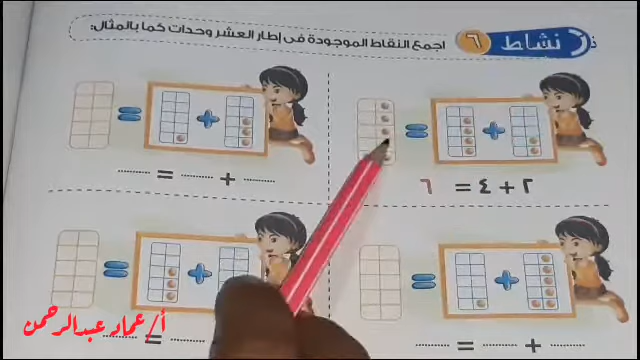 نشاط ٦ اجمع النقاط الموجودة فى إطار العشر وحدات كما بالمثال:
= +
٢ + ٤ = ٦
= +
.......... + .......... = ..........
.......... + .......... = ..........
.......... =
أ/عماد عبدالرحمن